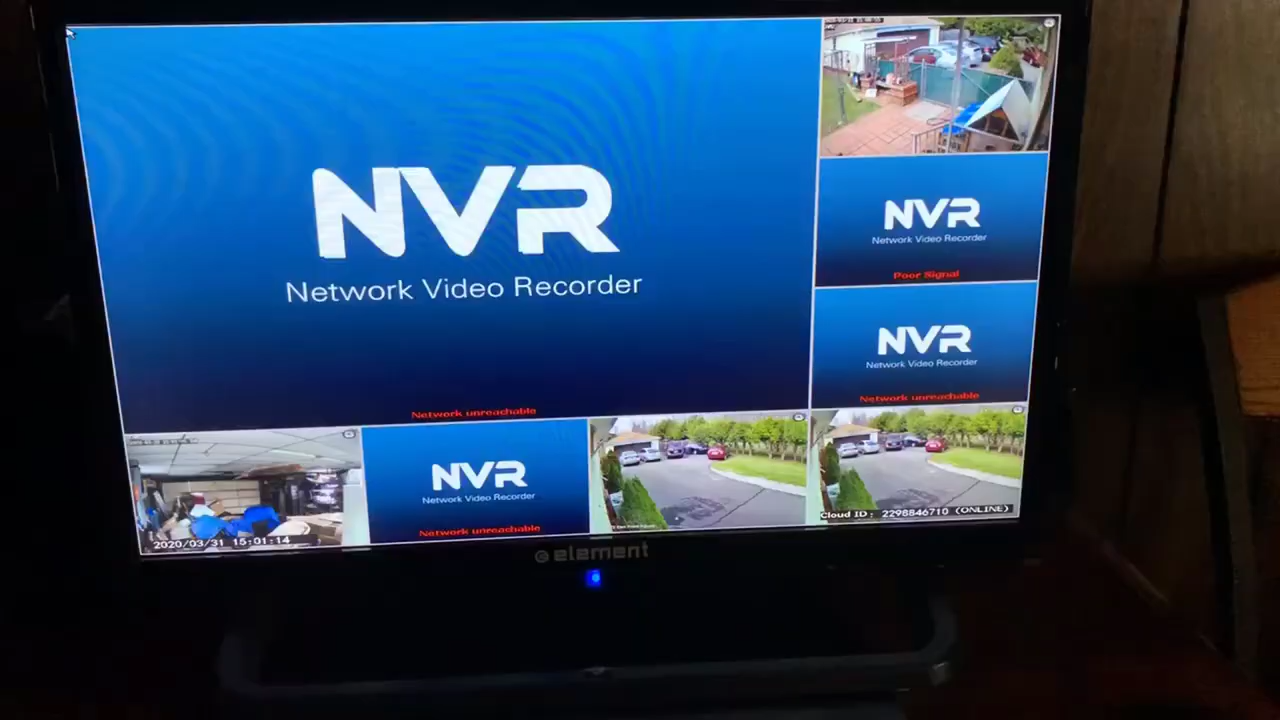 NVR
Network Video Recorder
Network unreachable
NVR
Network Video Recorder
Poor Signal
NVR
Network Video Recorder
Network unreachable
2020/03/31 15:01:14
NVR
Network Video Recorder
Network unreachable
Cloud ID: 2298846710 (ONLINE)
element